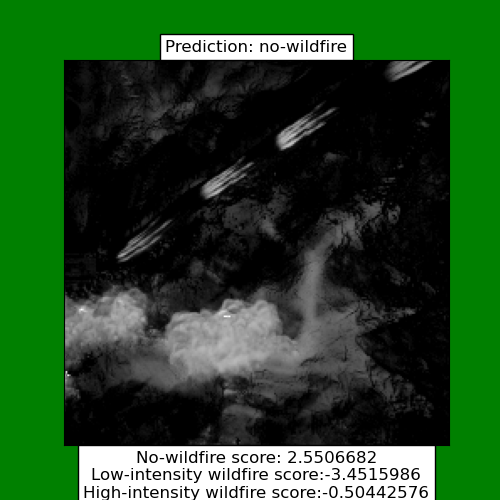 Prediction: no-wildfire
No-wildfire score: 2.5506682
Low-intensity wildfire score:-3.4515986
High-intensity wildfire score:-0.50442576